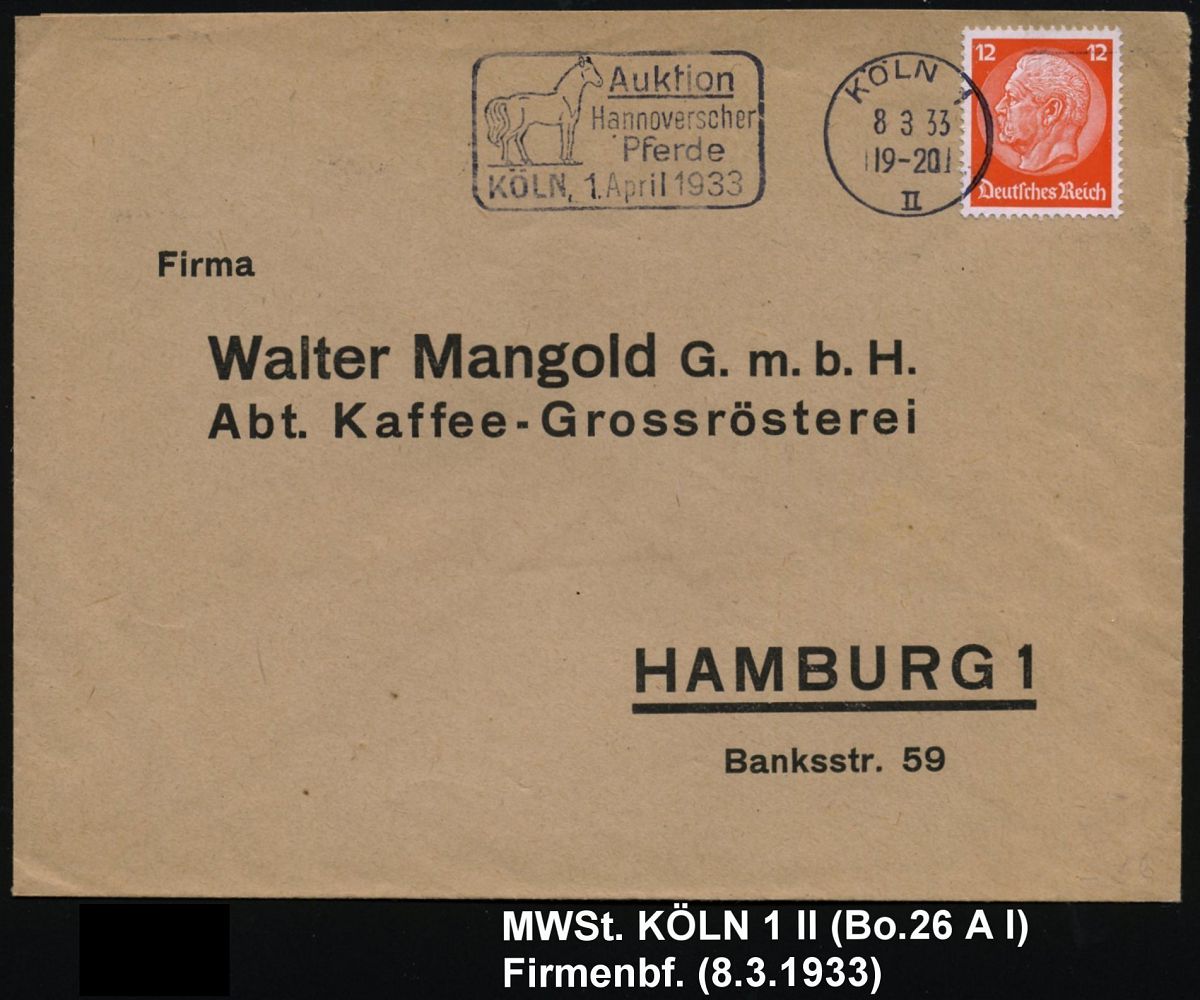 Auktion
Hannoverscher
Pferde
KÖLN, 1. April 1933
KÖLN 1
8 3 33
19-20
II
12 12
Deutsches Reich
Firma
Walter Mangold G. m. b. H.
Abt. Kaffee-Grossrösterei
HAMBURG 1
Banksstr. 59
MWSt. KÖLN 1 II (Bo.26 A I)
Firmenbf. (8.3.1933)